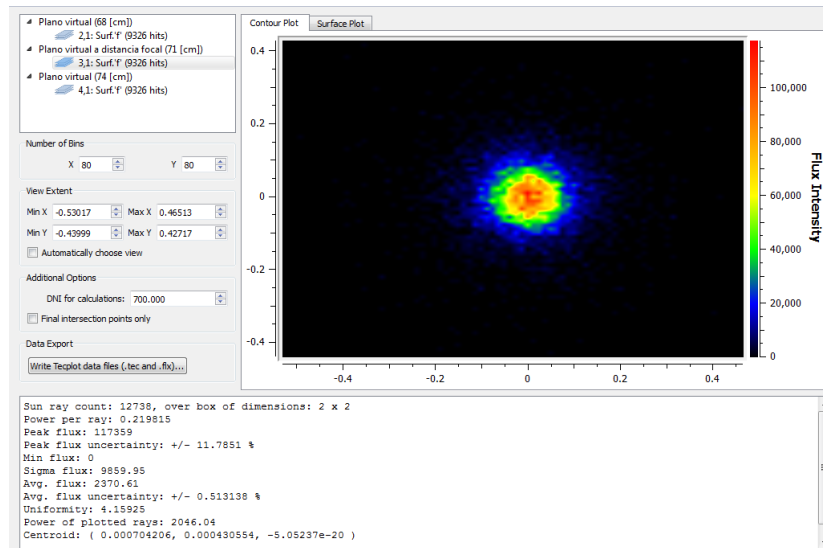 Plano virtual (68 [cm])
2,1: Surf.'f' (9326 hits)
Plano virtual a distancia focal (71 [cm])
3,1: Surf.'f' (9326 hits)
Plano virtual (74 [cm])
4,1: Surf.'f' (9326 hits)
Number of Bins
X 80 Y 80
View Extent
Min X -0.53017 Max X 0.46513
Min Y -0.43999 Max Y 0.42717
Automatically choose view
Additional Options
DNI for calculations: 700.000
Final intersection points only
Data Export
Write Tecplot data files (.tec and .flx)...
Contour Plot Surface Plot
0.4
0.2
0
-0.2
-0.4
-0.4 -0.2 0 0.2 0.4
100,000
80,000
60,000
40,000
20,000
0
Flux Intensity
Sun ray count: 12738, over box of dimensions: 2 x 2
Power per ray: 0.219815
Peak flux: 117359
Peak flux uncertainty: +/- 11.7851 %
Min flux: 0
Sigma flux: 9859.95
Avg. flux: 2370.61
Avg. flux uncertainty: +/- 0.513138 %
Uniformity: 4.15925
Power of plotted rays: 2046.04
Centroid: ( 0.000704206, 0.000430554, -5.05237e-20 )